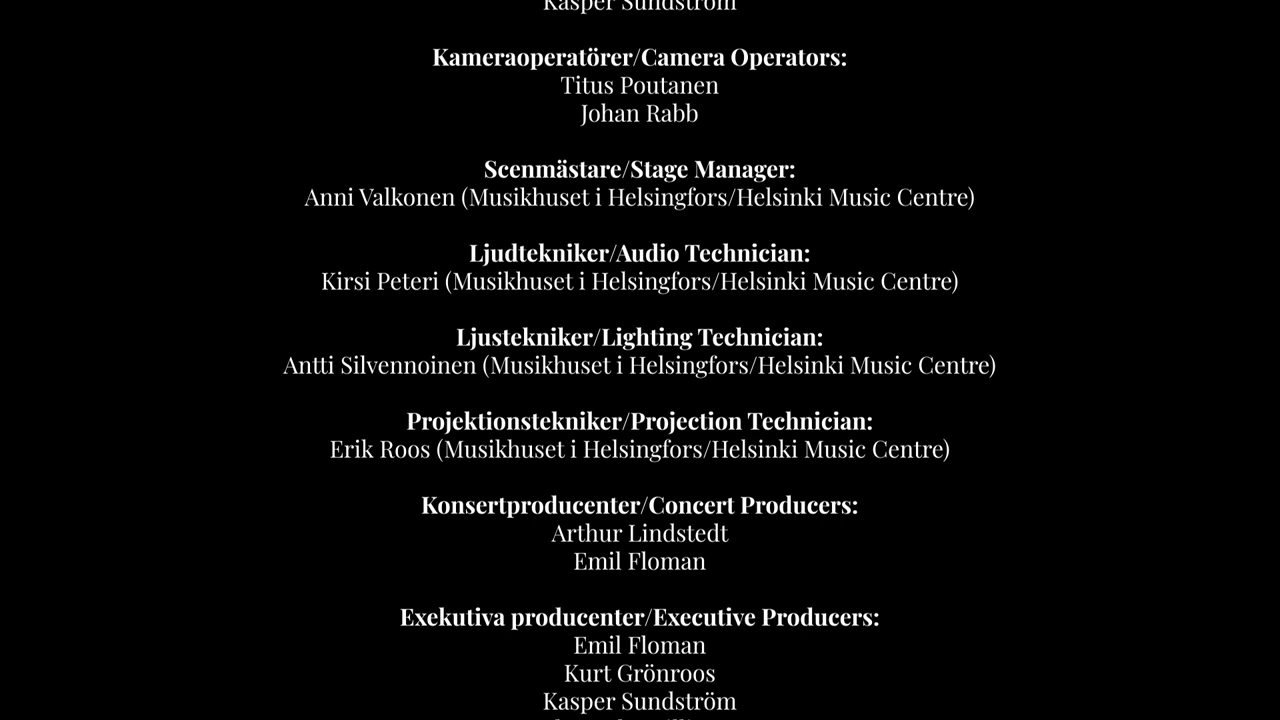 Kasper Sundström
Kameraoperatörer/Camera Operators:
Titus Poutanen
Johan Rabb
Scenmästare/Stage Manager:
Anni Valkonen (Musikhuset i Helsingfors/Helsinki Music Centre)
Ljudtekniker/Audio Technician:
Kirsi Peteri (Musikhuset i Helsingfors/Helsinki Music Centre)
Ljustekniker/Lighting Technician:
Antti Silvennoinen (Musikhuset i Helsingfors/Helsinki Music Centre)
Projektionstekniker/Projection Technician:
Erik Roos (Musikhuset i Helsingfors/Helsinki Music Centre)
Konsertproducenter/Concert Producers:
Arthur Lindstedt
Emil Floman
Exekutiva producenter/Executive Producers:
Emil Floman
Kurt Grönroos
Kasper Sundström